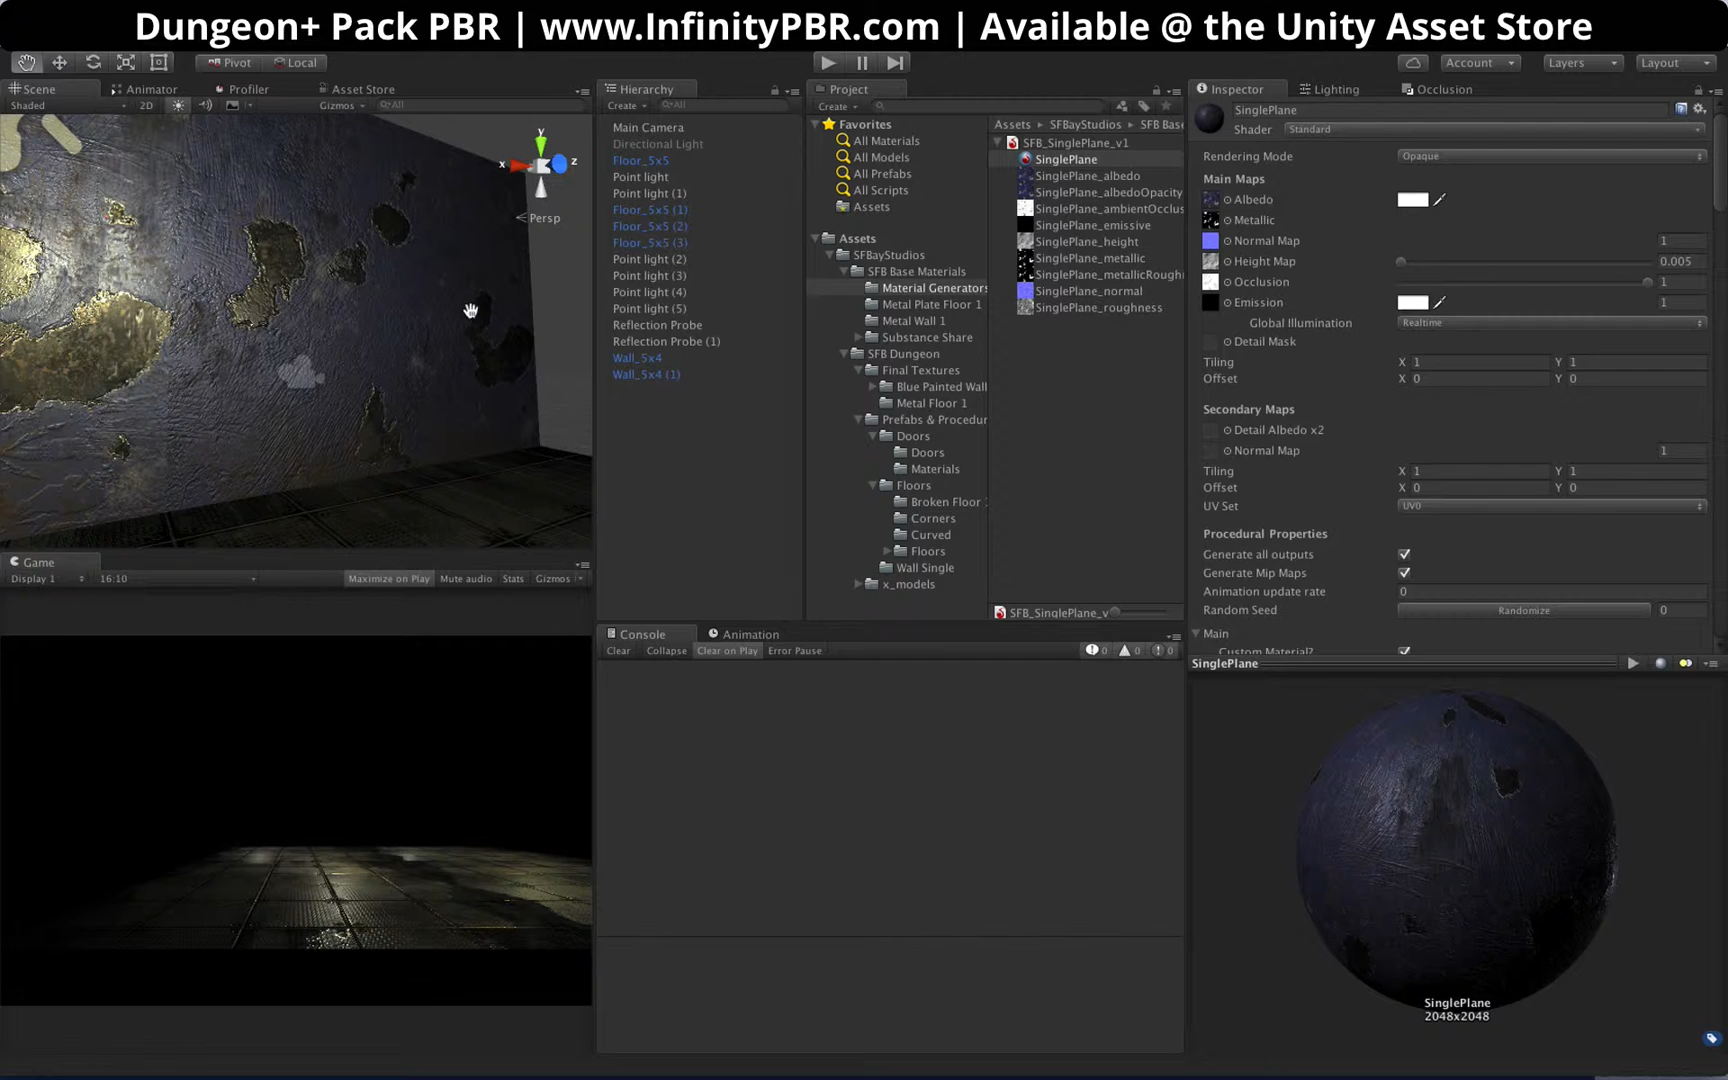 Dungeon+ Pack PBR | www.InfinityPBR.com | Available @ the Unity Asset Store
Pivot Local
Account Layers Layout
Scene Animator Profiler Asset Store
Shaded 2D Gizmos All
y
x z
Persp
Game
Display 1 16:10 Maximize on Play Mute audio Stats Gizmos
Hierarchy
Create All
Main Camera
Directional Light
Floor_5x5
Point light
Point light (1)
Floor_5x5 (1)
Floor_5x5 (2)
Floor_5x5 (3)
Point light (2)
Point light (3)
Point light (4)
Point light (5)
Reflection Probe
Reflection Probe (1)
Wall_5x4
Wall_5x4 (1)
Project
Create
Favorites
All Materials
All Models
All Prefabs
All Scripts
Assets
Assets
SFBayStudios
SFB Base Materials
Material Generators
Metal Plate Floor 1
Metal Wall 1
Substance Share
SFB Dungeon
Final Textures
Blue Painted Wall
Metal Floor 1
Prefabs & Procedur
Doors
Doors
Materials
Floors
Broken Floor
Corners
Curved
Floors
Wall Single
x_models
Assets SFBayStudios SFB Base
SFB_SinglePlane_v1
SinglePlane
SinglePlane_albedo
SinglePlane_albedoOpacity
SinglePlane_ambientOcclus
SinglePlane_emissive
SinglePlane_height
SinglePlane_metallic
SinglePlane_metallicRoughn
SinglePlane_normal
SinglePlane_roughness
SFB_SinglePlane_v
Console Animation
Clear Collapse Clear on Play Error Pause 0 0 0
Inspector Lighting Occlusion
SinglePlane
Shader Standard
Rendering Mode Opaque
Main Maps
Albedo
Metallic
Normal Map 1
Height Map 0.005
Occlusion 1
Emission 1
Global Illumination Realtime
Detail Mask
Tiling X 1 Y 1
Offset X 0 Y 0
Secondary Maps
Detail Albedo x2
Normal Map 1
Tiling X 1 Y 1
Offset X 0 Y 0
UV Set UV0
Procedural Properties
Generate all outputs
Generate Mip Maps
Animation update rate 0
Random Seed Randomize 0
Main
Custom Material?
SinglePlane
SinglePlane
2048x2048